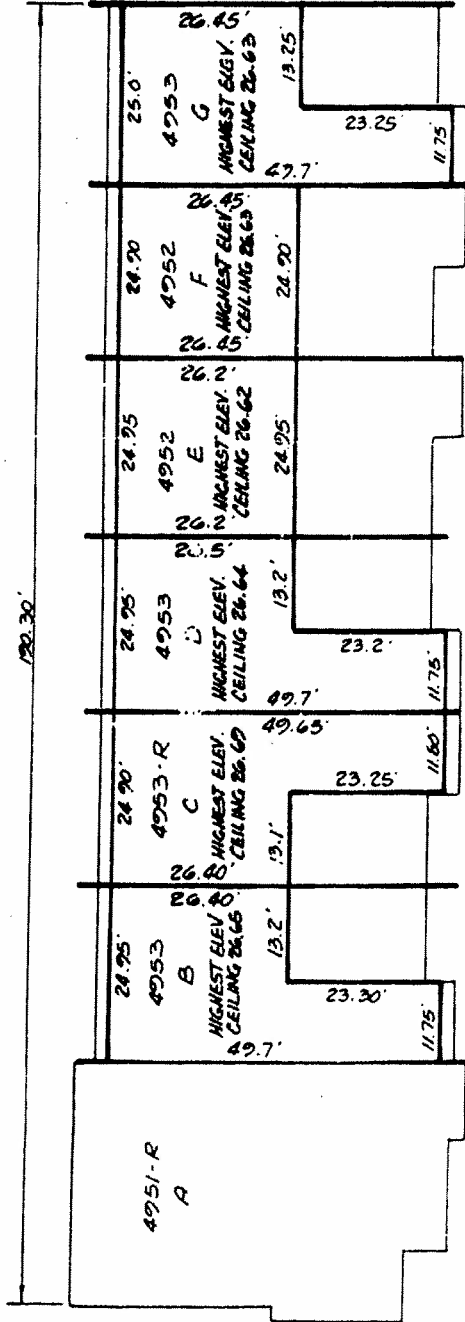 190.30'
26.45'
25.0'
4953
G
HIGHEST ELEV.
CEILING 26.63
13.25'
23.25'
11.75'
49.7'
26.45'
24.90
4952
F
HIGHEST ELEV.
CEILING 26.63
24.90'
26.45'
26.2'
24.95
4952
E
HIGHEST ELEV.
CEILING 26.62
24.95'
26.2'
24.95'
4953
D
HIGHEST ELEV.
CEILING 26.64
13.2'
23.2'
11.75'
49.7'
49.65'
24.90'
4953-R
C
HIGHEST ELEV.
CEILING 26.69
23.25'
13.1'
26.40'
26.40'
24.95'
4953
B
HIGHEST ELEV
CEILING 26.65
13.2'
23.30'
11.75'
49.7'
4951-R
A